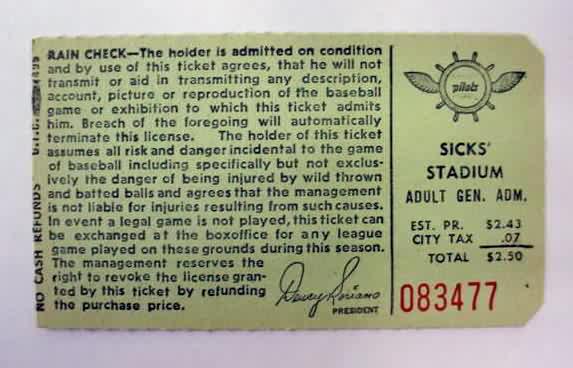 RAIN CHECK—The holder is admitted on condition
and by use of this ticket agrees, that he will not
transmit or aid in transmitting any description,
account, picture or reproduction of the baseball
game or exhibition to which this ticket admits
him. Breach of the foregoing will automatically
terminate this license. The holder of this ticket
assumes all risk and danger incidental to the game
of baseball including specifically but not exclus-
ively the danger of being injured by wild thrown
and batted balls and agrees that the management
is not liable for injuries resulting from such causes.
In event a legal game is not played, this ticket can
be exchanged at the boxoffice for any league
game played on these grounds during this season.
The management reserves the
right to revoke the license gran-
ted by this ticket by refunding
the purchase price.
Dewey Soriano
PRESIDENT
NO CASH REFUNDS
pilots
SICKS'
STADIUM
ADULT GEN. ADM.
EST. PR. $2.43
CITY TAX .07
TOTAL $2.50
083477